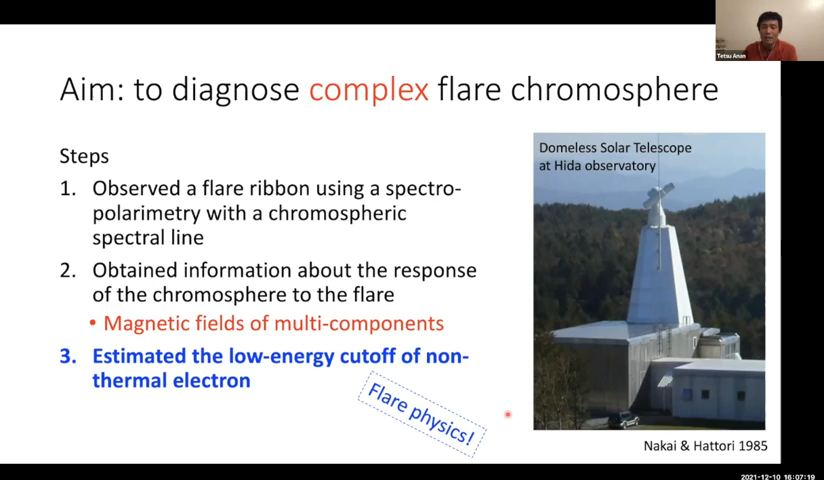 Tetsu Anan
Aim: to diagnose complex flare chromosphere
Steps
1. Observed a flare ribbon using a spectro-
polarimetry with a chromospheric
spectral line
2. Obtained information about the response
of the chromosphere to the flare
• Magnetic fields of multi-components
3. Estimated the low-energy cutoff of non-
thermal electron
Flare physics!
Domeless Solar Telescope
at Hida observatory
Nakai & Hattori 1985
2021-12-10 16:07:19